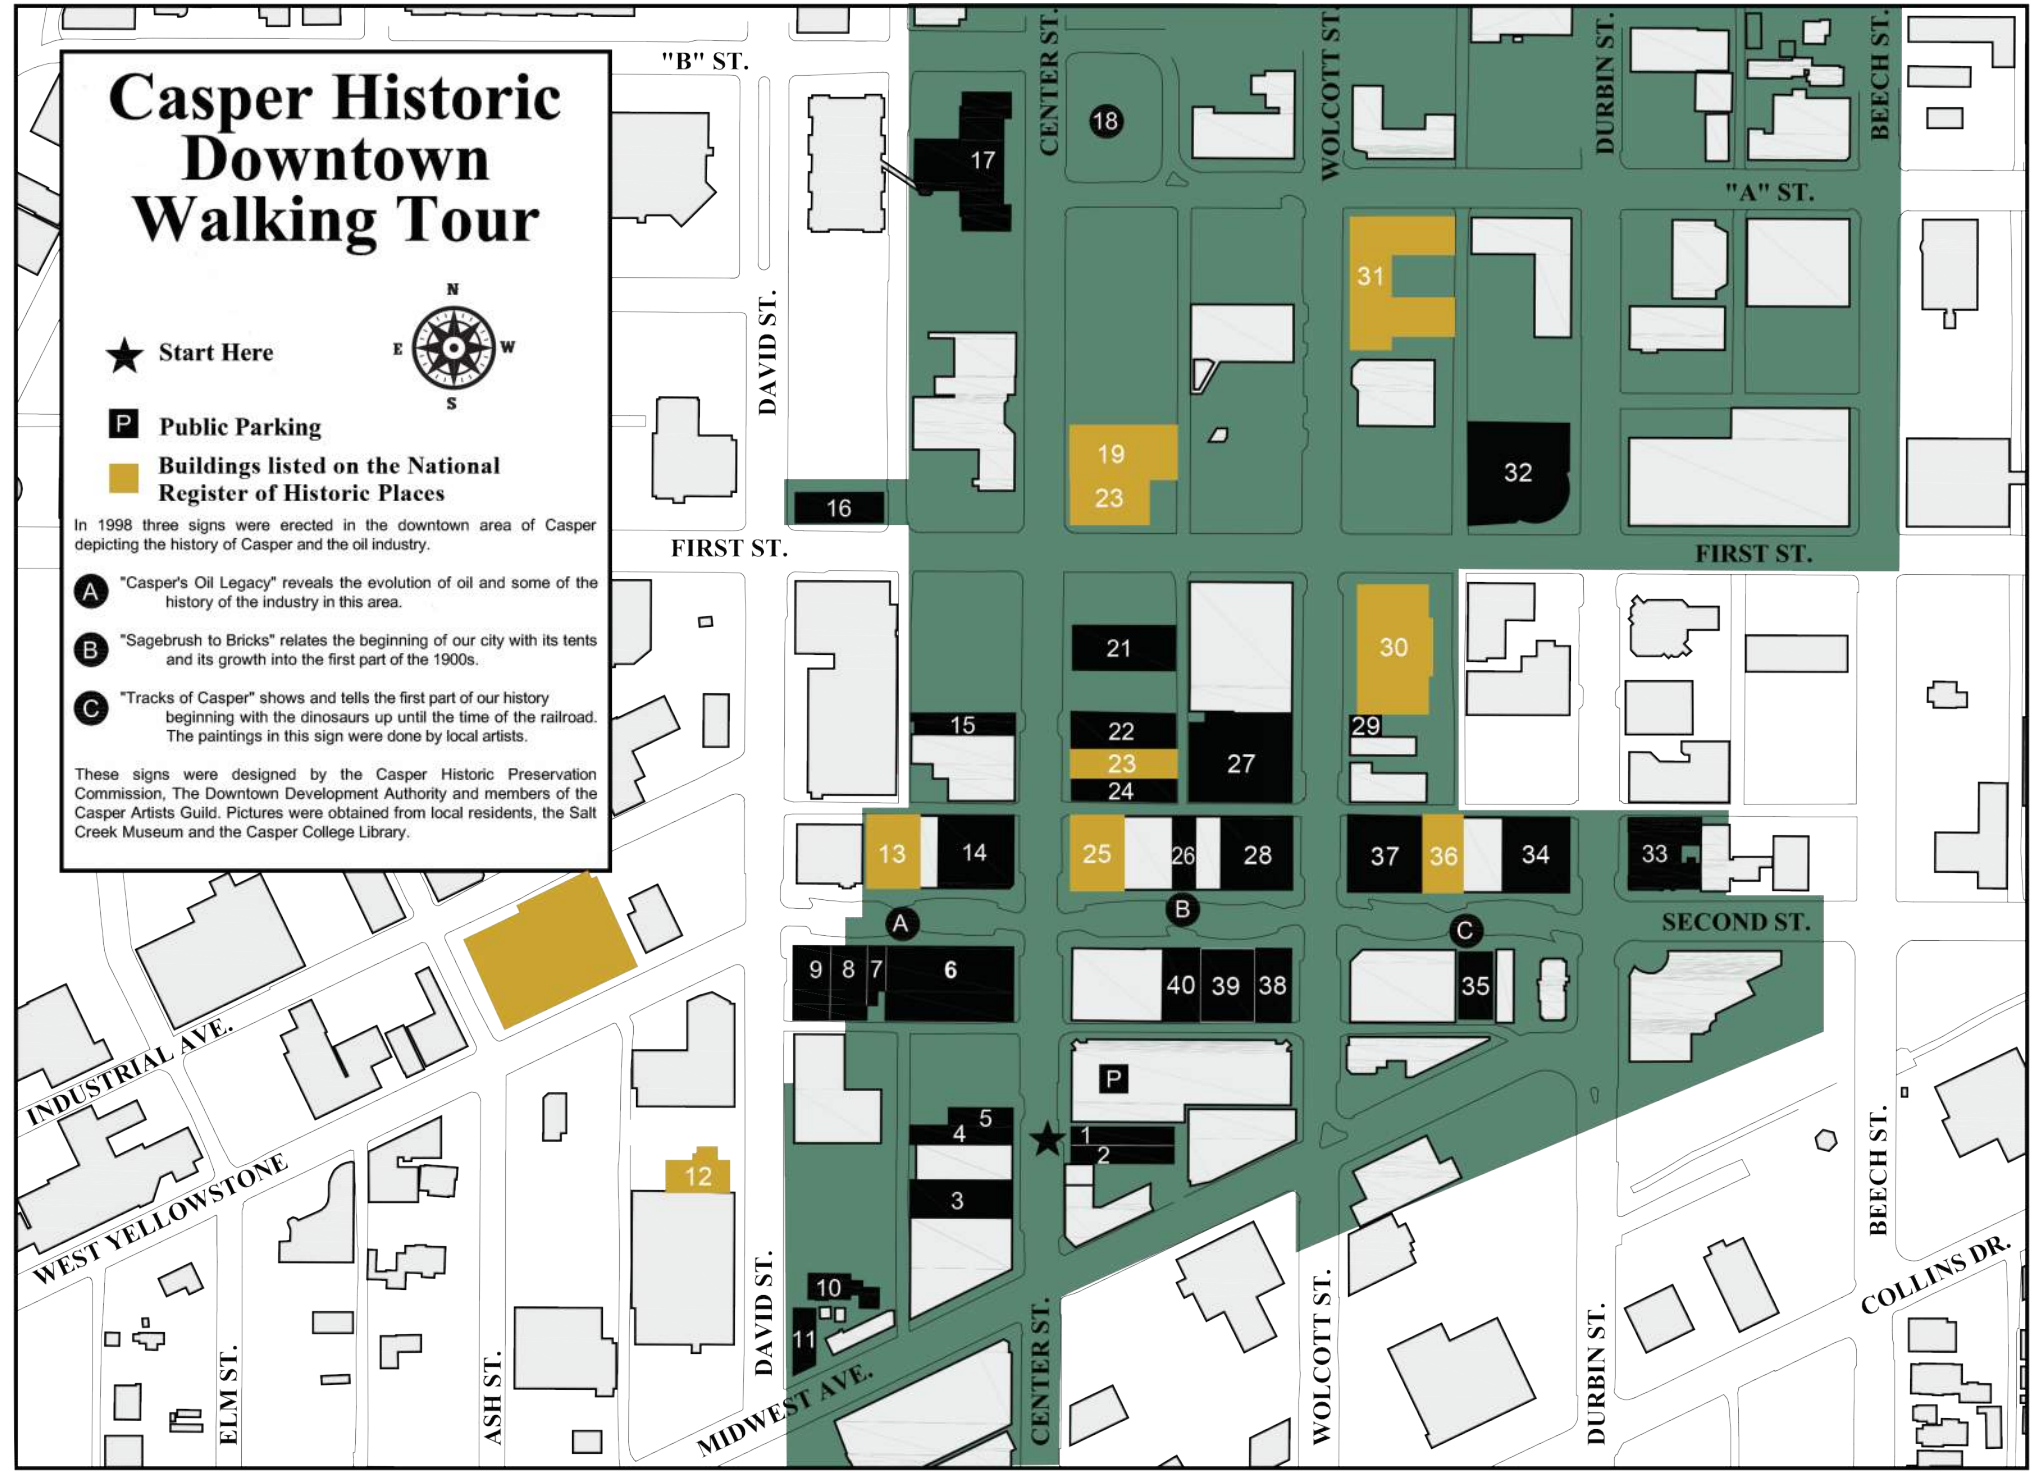 Casper Historic
Downtown
Walking Tour
N
E
W
S
Start Here
P
Public Parking
Buildings listed on the National
Register of Historic Places
In 1998 three signs were erected in the downtown area of Casper
depicting the history of Casper and the oil industry.
A
"Casper's Oil Legacy" reveals the evolution of oil and some of the
history of the industry in this area.
B
"Sagebrush to Bricks" relates the beginning of our city with its tents
and its growth into the first part of the 1900s.
C
"Tracks of Casper" shows and tells the first part of our history
beginning with the dinosaurs up until the time of the railroad.
The paintings in this sign were done by local artists.
These signs were designed by the Casper Historic Preservation
Commission, The Downtown Development Authority and members of the
Casper Artists Guild. Pictures were obtained from local residents, the Salt
Creek Museum and the Casper College Library.
"B" ST.
CENTER ST.
WOLCOTT ST.
DURBIN ST.
BEECH ST.
18
17
"A" ST.
DAVID ST.
31
19
23
32
16
FIRST ST.
FIRST ST.
21
30
15
22
29
23
27
24
13
14
25
26
28
37
36
34
33
A
B
C
SECOND ST.
9
8
7
6
40
39
38
35
INDUSTRIAL AVE.
P
5
4
1
2
12
3
WEST YELLOWSTONE
10
11
DAVID ST.
MIDWEST AVE.
ELM ST.
ASH ST.
CENTER ST.
WOLCOTT ST.
DURBIN ST.
BEECH ST.
COLLINS DR.